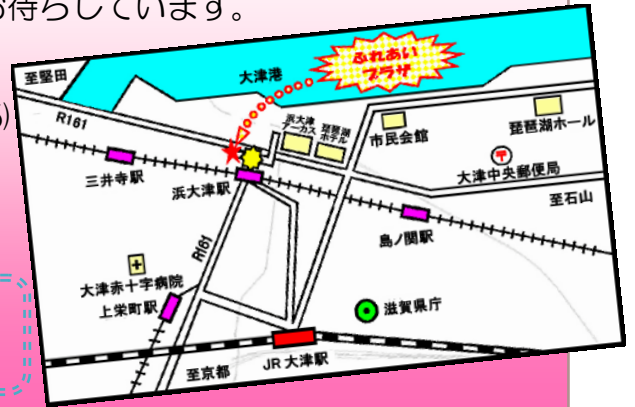 お待らしています。
至堅田
大津港
ふれあい
プラザ
R161
浜大津
アーカス
琵琶湖
ホテル
市民会館
琵琶湖ホール
三井寺駅
浜大津駅
大津中央郵便局
至石山
島ノ関駅
R161
大津赤十字病院
上栄町駅
滋賀県庁
至京都
JR大津駅